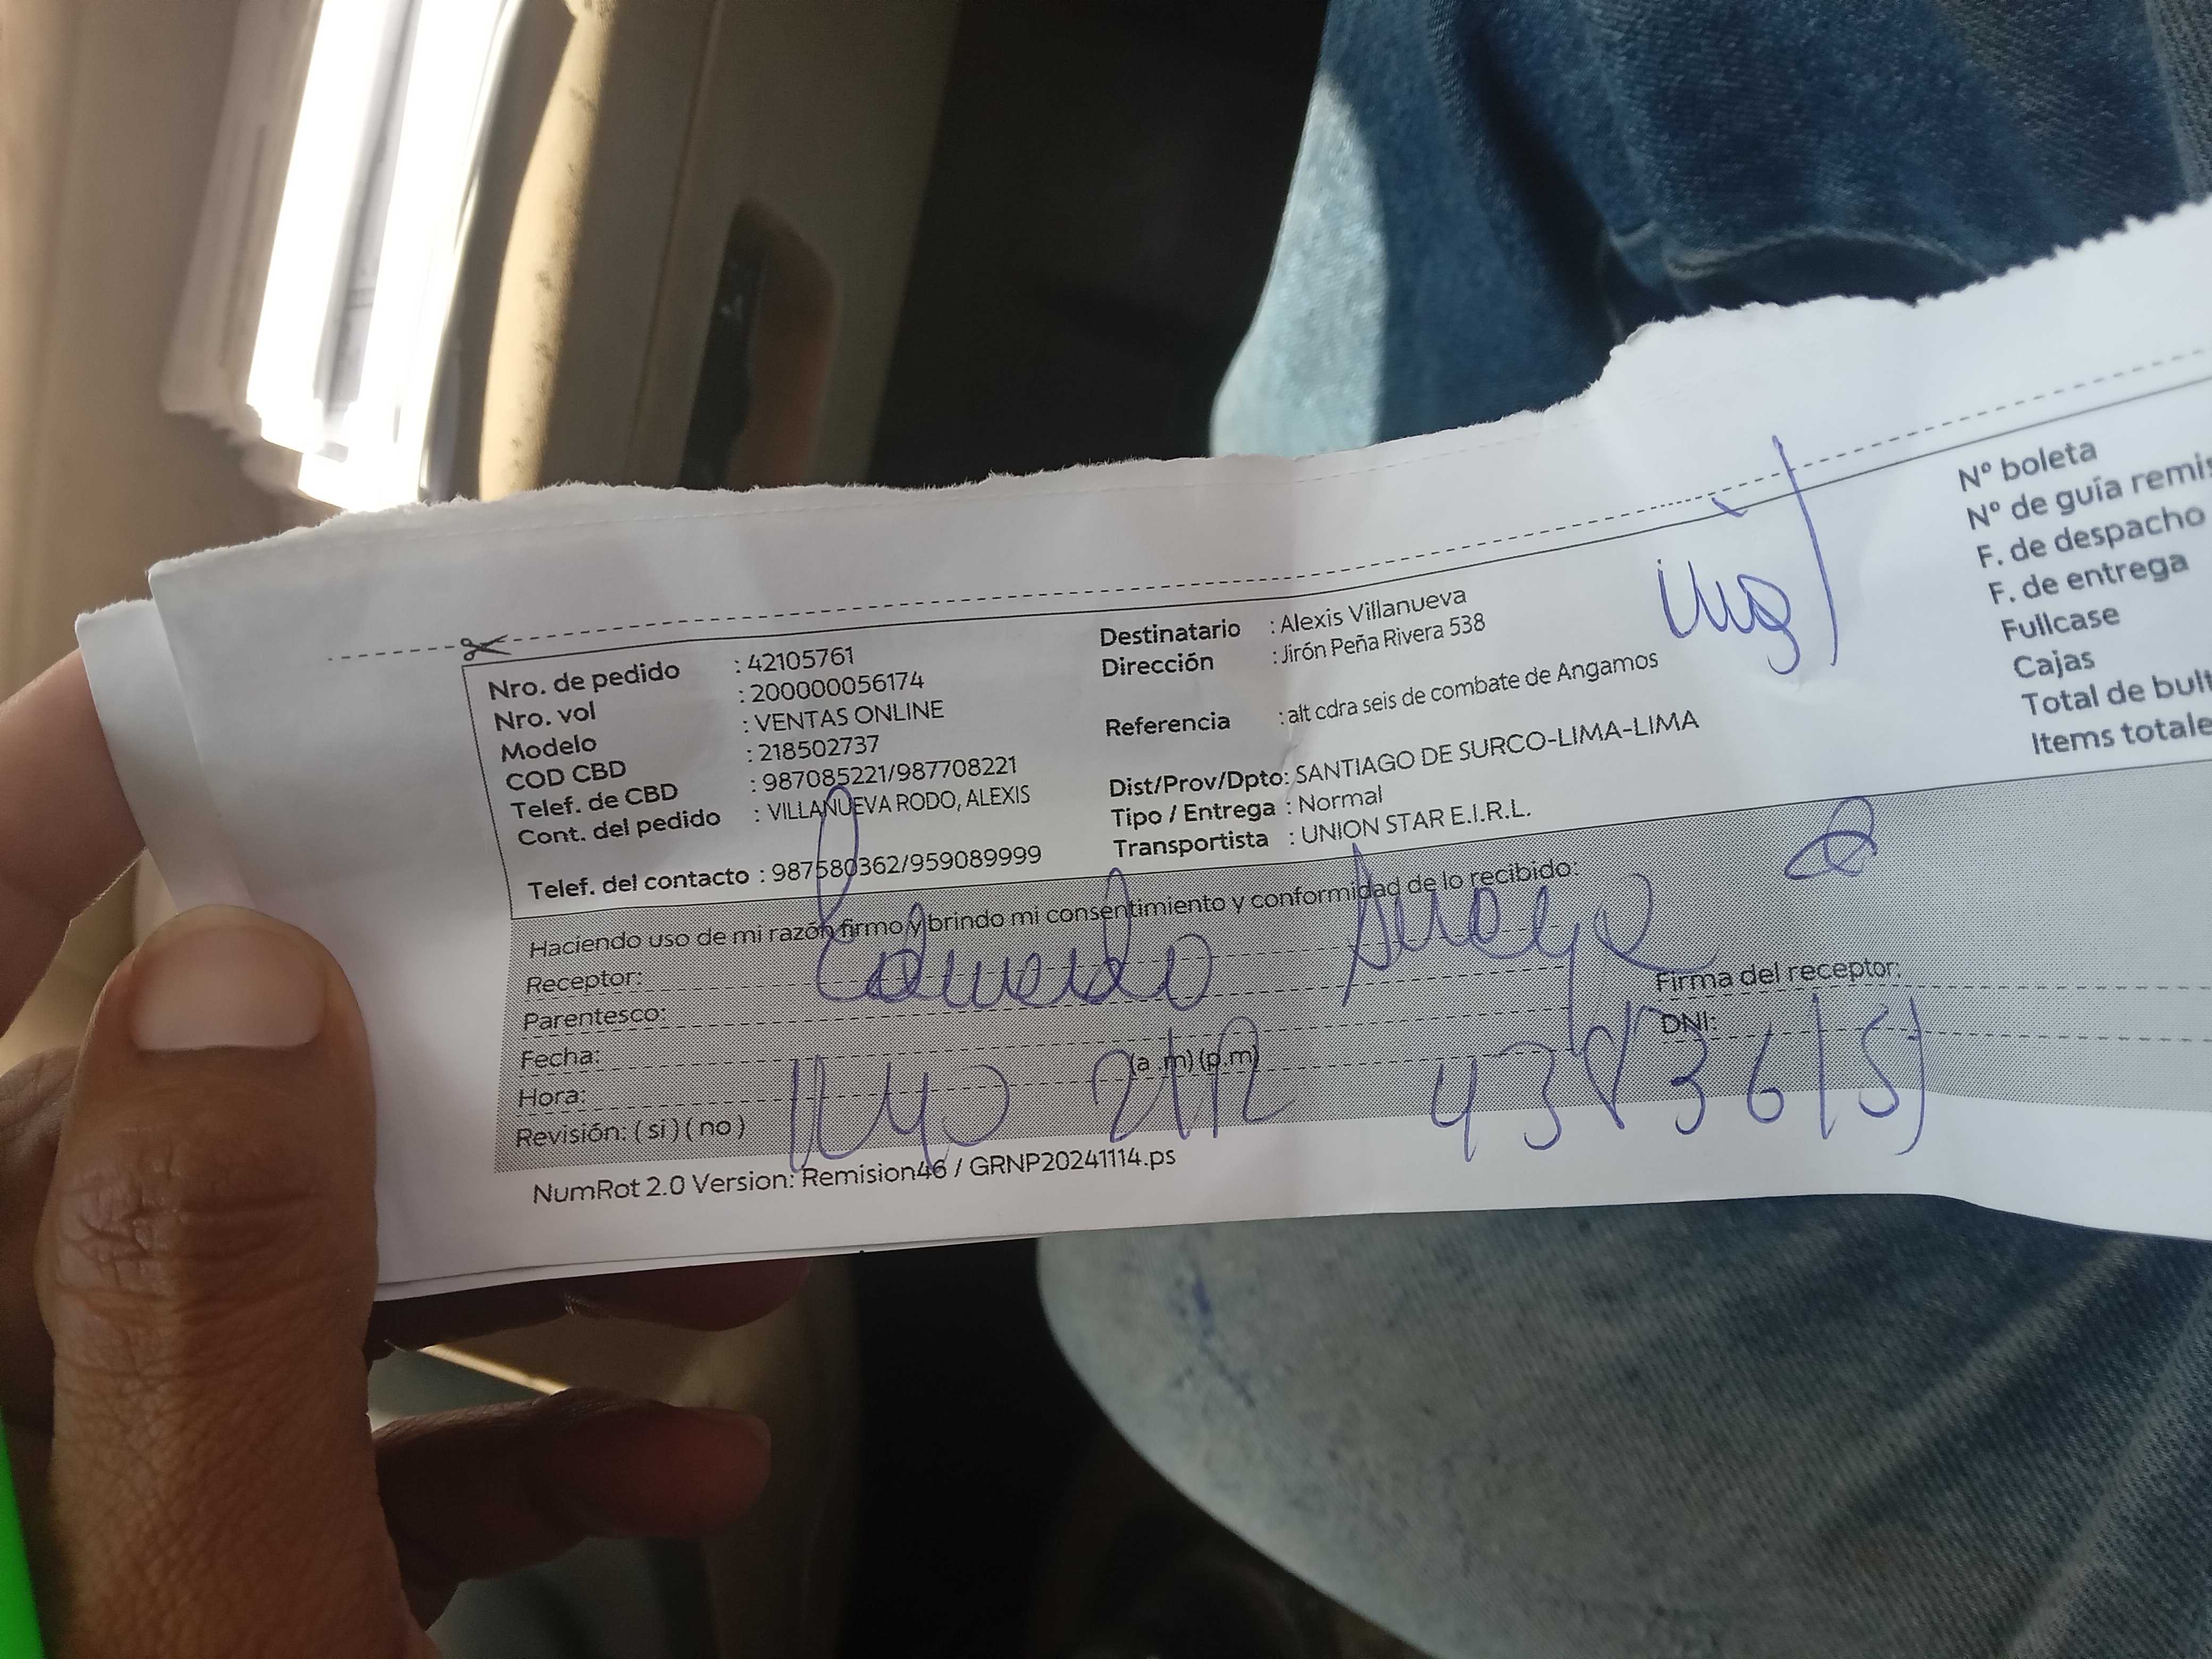 Nro. de pedido : 42105761
Nro. vol : 200000056174
Modelo : VENTAS ONLINE
COD CBD : 218502737
Telef. de CBD : 987085221/987708221
Cont. del pedido : VILLANUEVA RODO, ALEXIS
Telef. del contacto : 987580362/959089999
Destinatario : Alexis Villanueva
Dirección : Jirón Peña Rivera 538
Referencia : alt cdra seis de combate de Angamos
Dist/Prov/Dpto: SANTIAGO DE SURCO-LIMA-LIMA
Tipo / Entrega : Normal
Transportista : UNION STAR E.I.R.L.
Nº boleta
Nº de guía remis
F. de despacho
F. de entrega
Fullcase
Cajas
Total de bult
Items totale
Haciendo uso de mi razón firmo y brindo mi consentimiento y conformidad de lo recibido:
Receptor: Eduardo
Parentesco:
Fecha:
Hora: (a .m) (p.m)
Revisión: ( si ) ( no )
Firma del receptor:
DNI:
11 40 21/12
NumRot 2.0 Version: Remision46 / GRNP20241114.ps